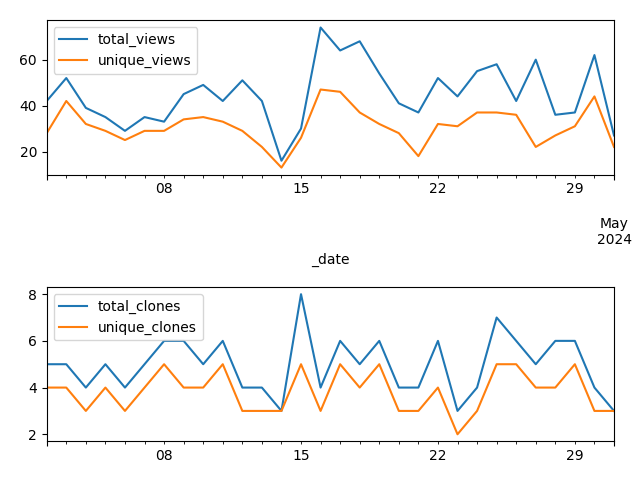 total_views
unique_views
60
40
20
08 15 22 29
May
2024
_date
total_clones
unique_clones
8
6
4
2
08 15 22 29